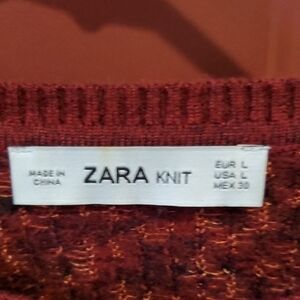 MADE IN
CHINA
ZARA KNIT
EUR L
USA L
MEX 30